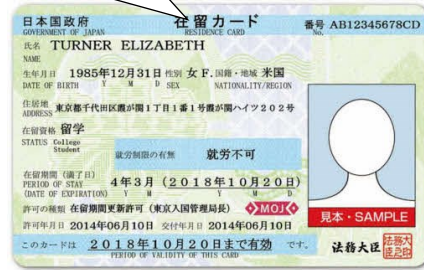 日本国政府 在留カード 番号 AB12345678CD
GOVERNMENT OF JAPAN RESIDENCE CARD No.
氏名 TURNER ELIZABETH
NAME
生年月日 1985年12月31日 性別 女 F. 国籍・地域 米国
DATE OF BIRTH Y M D SEX NATIONALITY/REGION
住居地 東京都千代田区霞が関1丁目1番1号霞が関ハイツ202号
ADDRESS
在留資格 留学
STATUS College
Student
就労制限の有無 就労不可
在留期間(満了日) 4年3月(2018年10月20日)
PERIOD OF STAY
(DATE OF EXPIRATION) Y M Y M D
許可の種類 在留期間更新許可(東京入国管理局長) MOJ
見本・SAMPLE
許可年月日 2014年06月10日 交付年月日 2014年06月10日
このカードは 2018年10月20日まで有効 です。 法務大臣
PERIOD OF VALIDITY OF THIS CARD